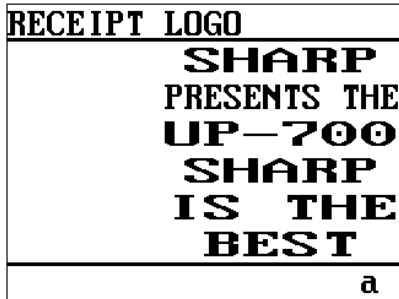 RECEIPT LOGO
SHARP
PRESENTS THE
UP-700
SHARP
IS THE
BEST
a